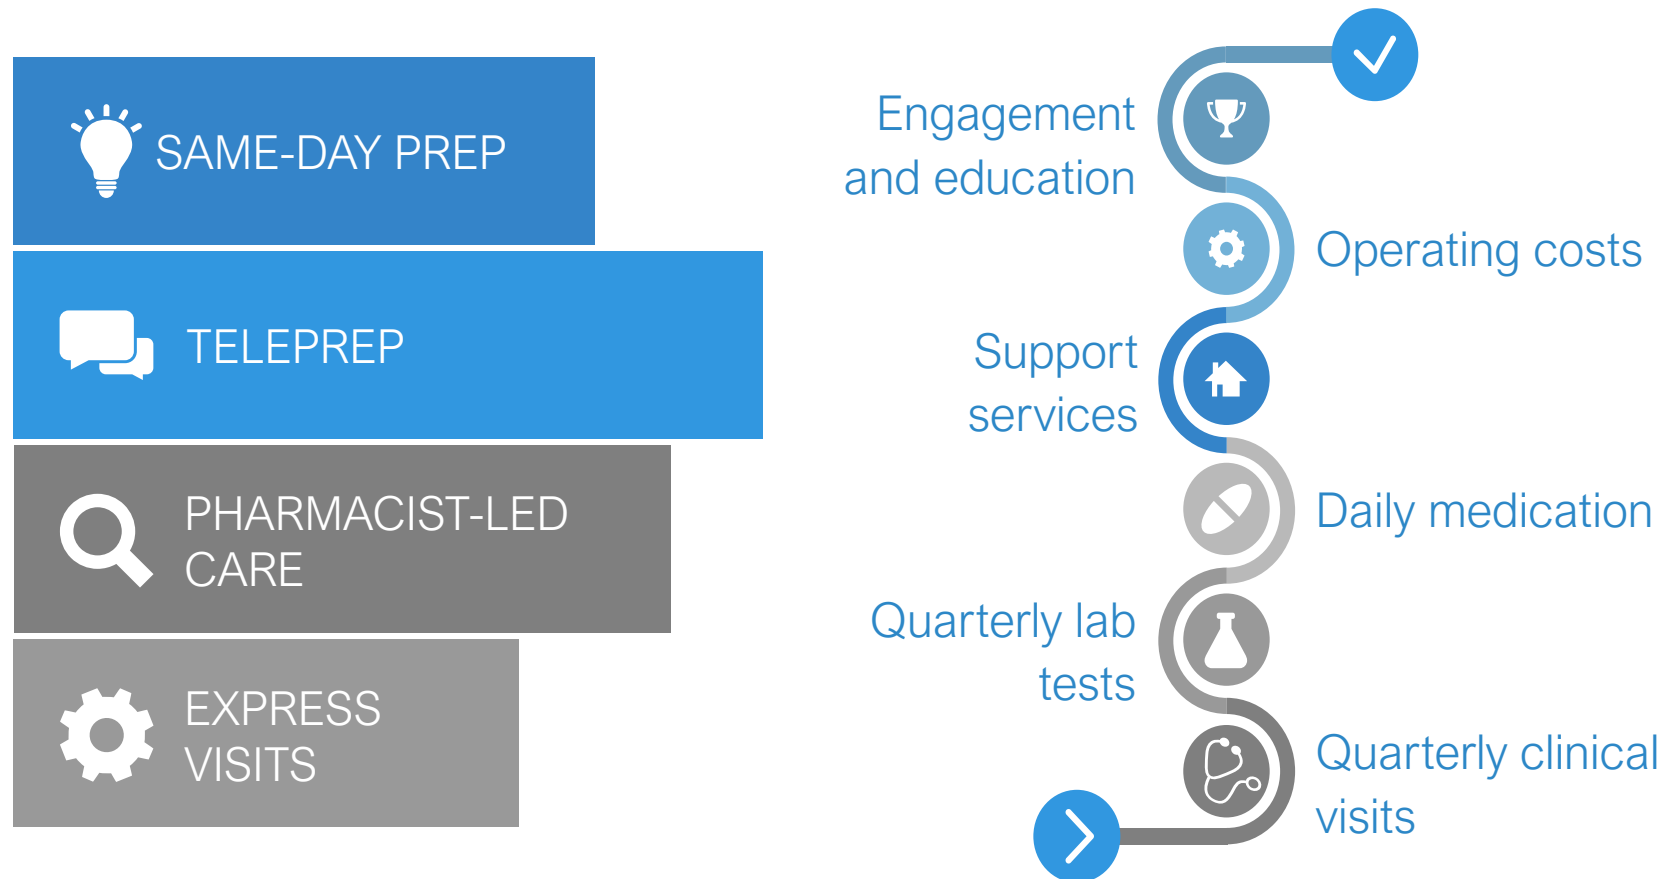 SAME-DAY PREP
TELEPREP
PHARMACIST-LED
CARE
EXPRESS
VISITS
Engagement
and education
Operating costs
Support
services
Daily medication
Quarterly lab
tests
Quarterly clinical
visits